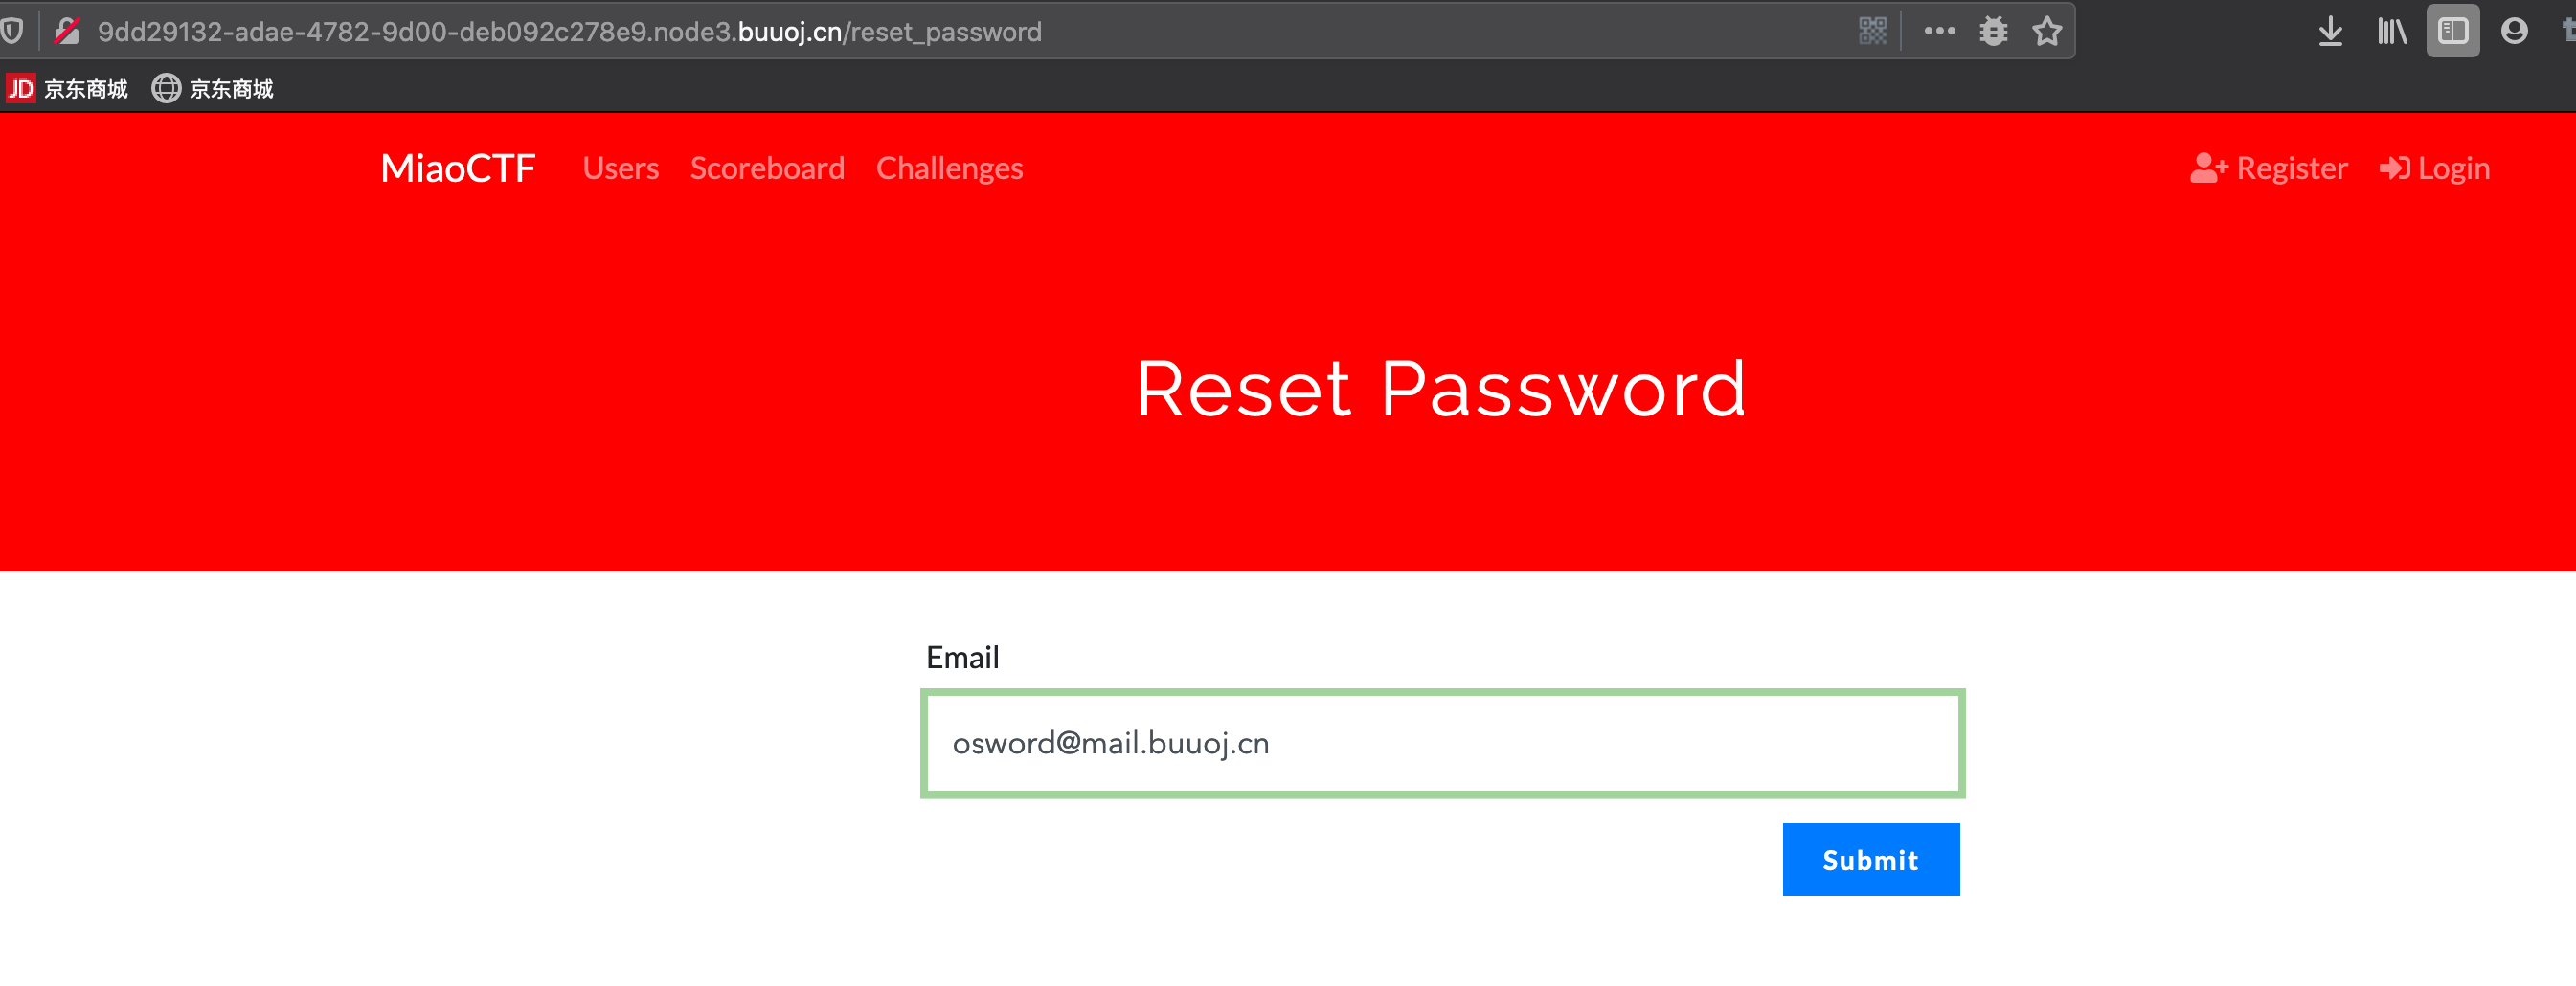 9dd29132-adae-4782-9d00-deb092c278e9.node3.buuoj.cn/reset_password
JD 京东商城 京东商城
MiaoCTF Users Scoreboard Challenges Register Login
Reset Password
Email
osword@mail.buuoj.cn
Submit